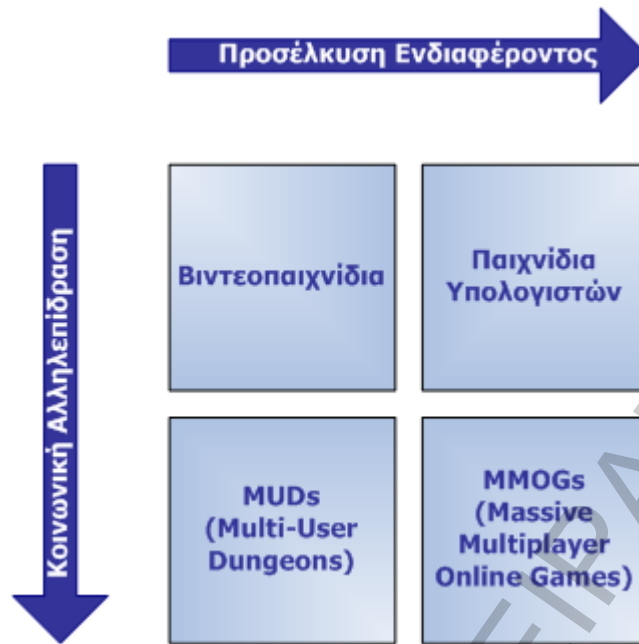 Προσέλκυση Ενδιαφέροντος
Κοινωνική Αλληλεπίδραση
Βιντεοπαιχνίδια
Παιχνίδια
Υπολογιστών
MUDs
(Multi-User
Dungeons)
MMOGs
(Massive
Multiplayer
Online Games)